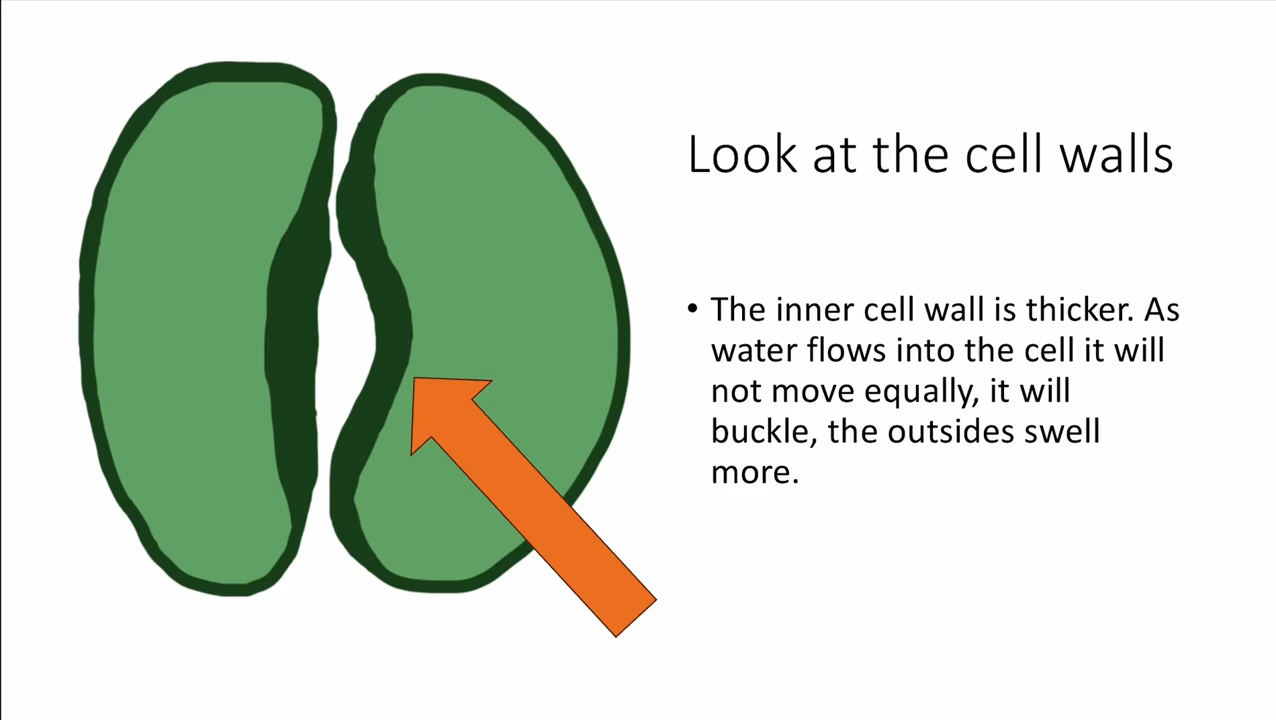 Look at the cell walls
• The inner cell wall is thicker. As
water flows into the cell it will
not move equally, it will
buckle, the outsides swell
more.